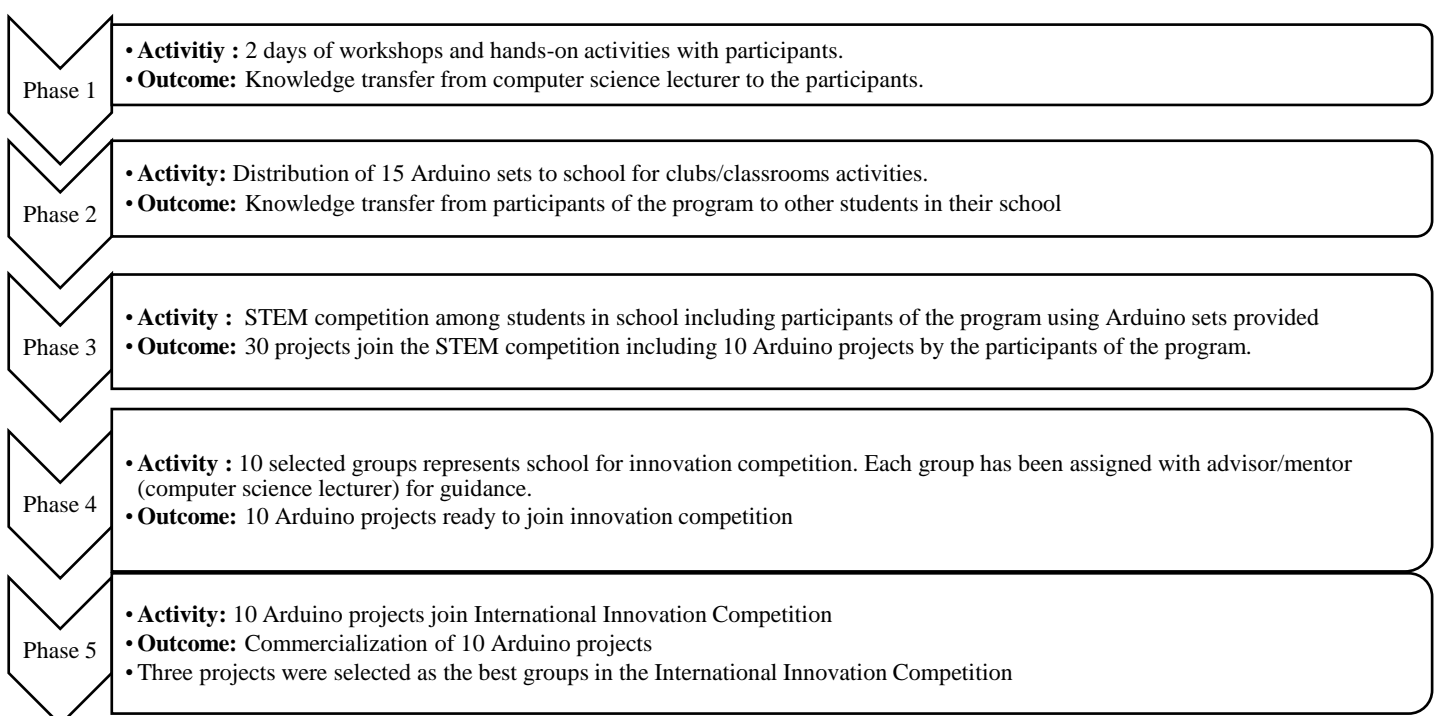 Phase 1
• Activitiy : 2 days of workshops and hands-on activities with participants.
• Outcome: Knowledge transfer from computer science lecturer to the participants.
Phase 2
• Activity: Distribution of 15 Arduino sets to school for clubs/classrooms activities.
• Outcome: Knowledge transfer from participants of the program to other students in their school
Phase 3
• Activity : STEM competition among students in school including participants of the program using Arduino sets provided
• Outcome: 30 projects join the STEM competition including 10 Arduino projects by the participants of the program.
Phase 4
• Activity : 10 selected groups represents school for innovation competition. Each group has been assigned with advisor/mentor
(computer science lecturer) for guidance.
• Outcome: 10 Arduino projects ready to join innovation competition
Phase 5
• Activity: 10 Arduino projects join International Innovation Competition
• Outcome: Commercialization of 10 Arduino projects
• Three projects were selected as the best groups in the International Innovation Competition